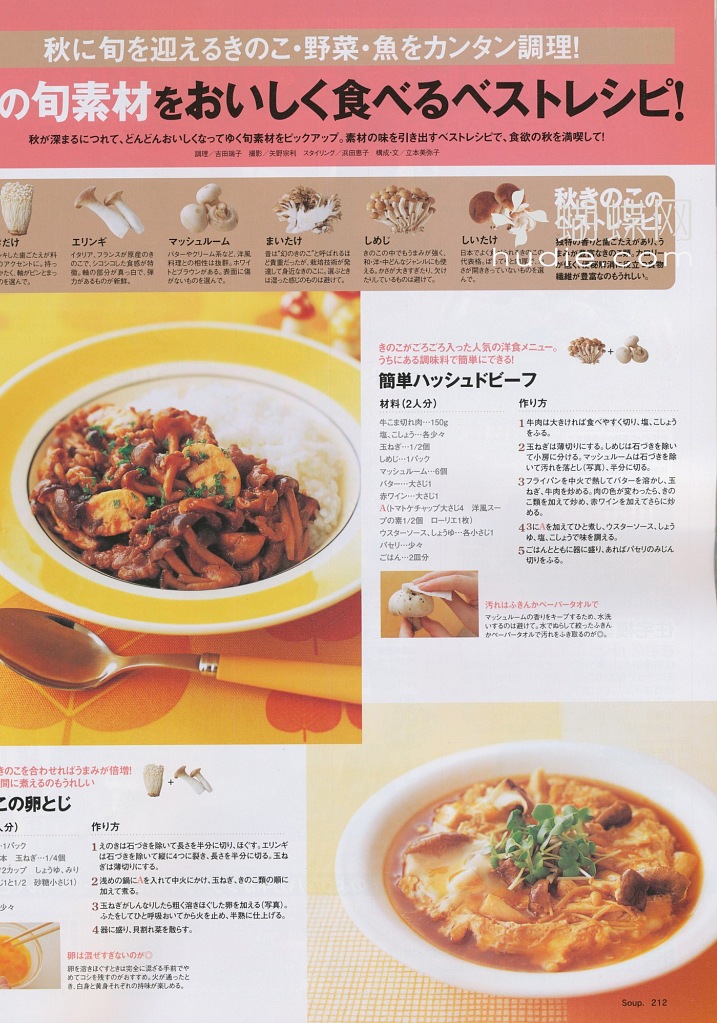 秋に旬を迎えるきのこ・野菜・魚をカンタン調理!
の旬素材をおいしく食べるベストレシピ!
秋が深まるにつれて、どんどんおいしくなってゆく旬素材をピックアップ。素材の味を引き出すベストレシピで、食欲の秋を満喫して!
調理/吉田瑞子 撮影/矢野宗利 スタイリング/浜田恵子 構成・文/立本美弥子
だけ
キした歯ごたえが料
アクセントに。持っ
かたく、軸がピンとまっ
のを選んで。
エリンギ
イタリア、フランスが原産のき
のこで、シコシコした食感が特
徴。軸の部分が真っ白で、弾
力があるものが新鮮。
マッシュルーム
バターやクリーム系など、洋風
料理との相性は抜群。ホワイ
トとブラウンがある。表面に傷
がないものを選んで。
まいたけ
昔は“幻のきのこ”と呼ばれるほ
ど貴重だったが、栽培技術が発
達して身近なきのこに。選ぶとき
は湿った感じのものは避けて。
しめじ
きのこの中でもうまみが強く、
和・洋・中どんなジャンルにも使
える。かさが大きすぎたり、欠け
たりしているものは避けて。
しいたけ
日本でよく
代表格。
が開ききっていないものを選
んで。
秋きのこの
独特の香りと歯ごたえがあり、う
繊維が豊富なのもうれしい。
蝴蝶网
hudie.com
きのこがごろごろ入った人気の洋食メニュー。
うちにある調味料で簡単にできる!
簡単ハッシュドビーフ
材料(2人分)
牛こま切れ肉…150g
塩、こしょう…各少々
玉ねぎ…1/2個
しめじ…1パック
マッシュルーム…6個
バター…大さじ1
赤ワイン…大さじ1
A(トマトケチャップ大さじ4 洋風スー
プの素1/2個 ローリエ1枚)
ウスターソース、しょうゆ…各小さじ1
パセリ…少々
ごはん…2皿分
作り方
1 牛肉は大きければ食べやすく切り、塩、こしょう
をふる。
2 玉ねぎは薄切りにする。しめじは石づきを除い
て小房に分ける。マッシュルームは石づきを除
いて汚れを落とし(写真)、半分に切る。
3 フライパンを中火で熱してバターを溶かし、玉
ねぎ、牛肉を炒める。肉の色が変わったら、きの
こ類を加えて炒め、赤ワインを加えてさらに炒
める。
4 3にAを加えてひと煮し、ウスターソース、しょう
ゆ、塩、こしょうで味を調える。
5 ごはんとともに器に盛り、あればパセリのみじん
切りをふる。
汚れはふきんかペーパータオルで
マッシュルームの香りをキープするため、水洗
いするのは避けて。水でぬらして絞ったふきん
かペーパータオルで汚れをふき取るのが◎。
きのこを合わせればうまみが倍増!
間に煮えるのもうれしい
この卵とじ
人分)
…1パック
本 玉ねぎ…1/4個
/2カップ しょうゆ、みり
じ1と1/2 砂糖小さじ1)
少々
作り方
1 えのきは石づきを除いて長さを半分に切り、ほぐす。エリンギ
は石づきを除いて縦に4つに裂き、長さを半分に切る。玉ね
ぎは薄切りにする。
2 浅めの鍋にAを入れて中火にかけ、玉ねぎ、きのこ類の順に
加えて煮る。
3 玉ねぎがしんなりしたら粗く溶きほぐした卵を加える(写真)。
ふたをしてひと呼吸おいてから火を止め、半熟に仕上げる。
4 器に盛り、貝割れ菜を散らす。
卵は混ぜすぎないのが◎
卵を溶きほぐすときは完全に混ざる手前でや
めてコシを残すのがおすすめ。火が通ったと
き、白身と黄身それぞれの持味が楽しめる。
Soup. 212